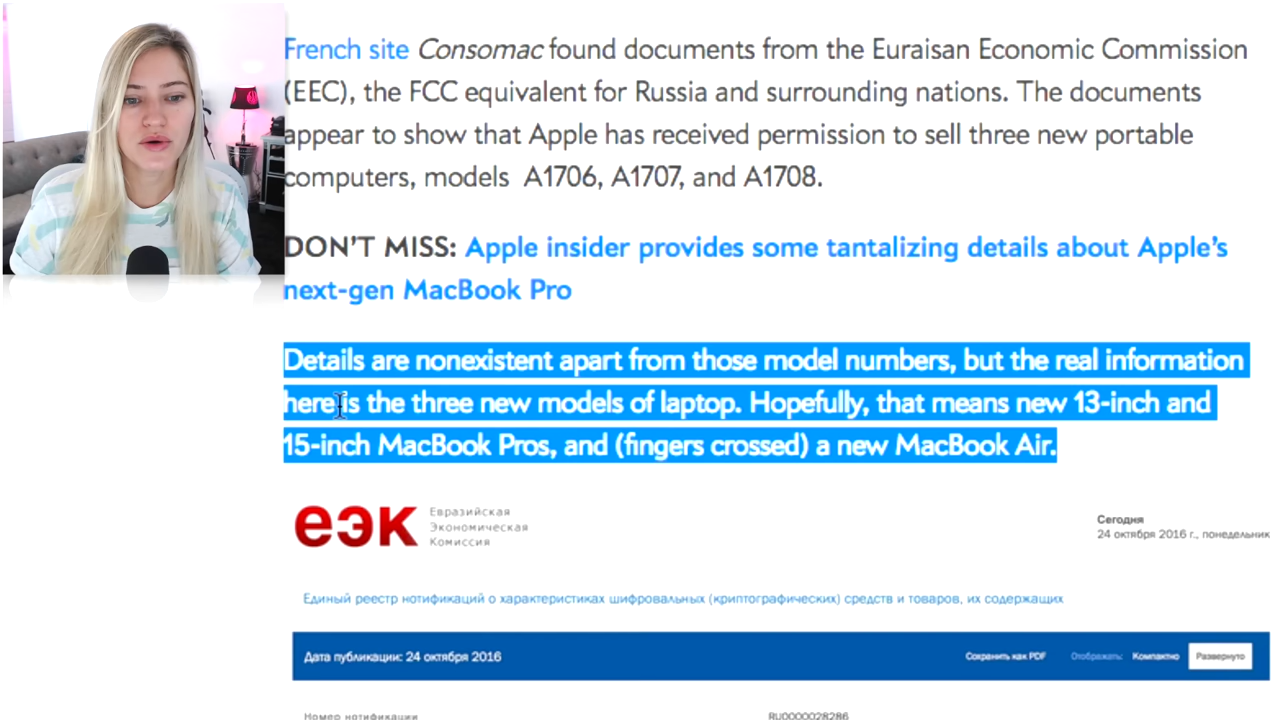 French site Consomac found documents from the Euraisan Economic Commission
(EEC), the FCC equivalent for Russia and surrounding nations. The documents
appear to show that Apple has received permission to sell three new portable
computers, models A1706, A1707, and A1708.
DON'T MISS: Apple insider provides some tantalizing details about Apple's
next-gen MacBook Pro
Details are nonexistent apart from those model numbers, but the real information
here is the three new models of laptop. Hopefully, that means new 13-inch and
15-inch MacBook Pros, and (fingers crossed) a new MacBook Air.
еэк
Евразийская
Экономическая
Комиссия
Сегодня
24 октября 2016 г., понедельник
Единый реестр нотификаций о характеристиках шифровальных (криптографических) средств и товаров, их содержащих
Дата публикации: 24 октября 2016 Сохранить как PDF Отображать: Компактно Развернуто
Номер нотификации RU0000028286